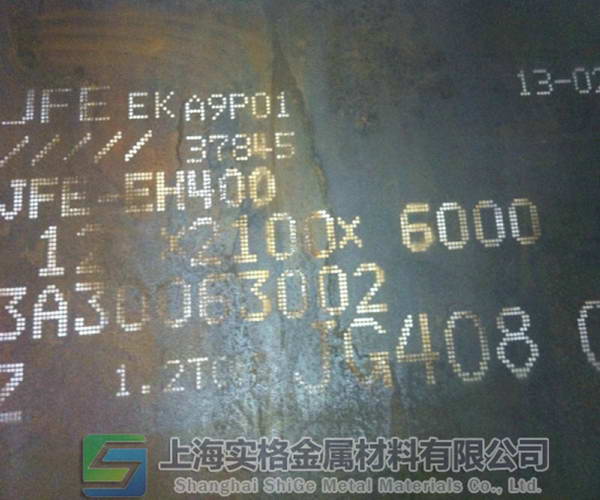 JFE EK A9P01
13-02
///// 37845
JFE-EH400
12 x2100x 6000
3A30063002
1.2TO JG408
Z
上海实格金属材料有限公司
Shanghai ShiGe Metal Materials Co., Ltd.